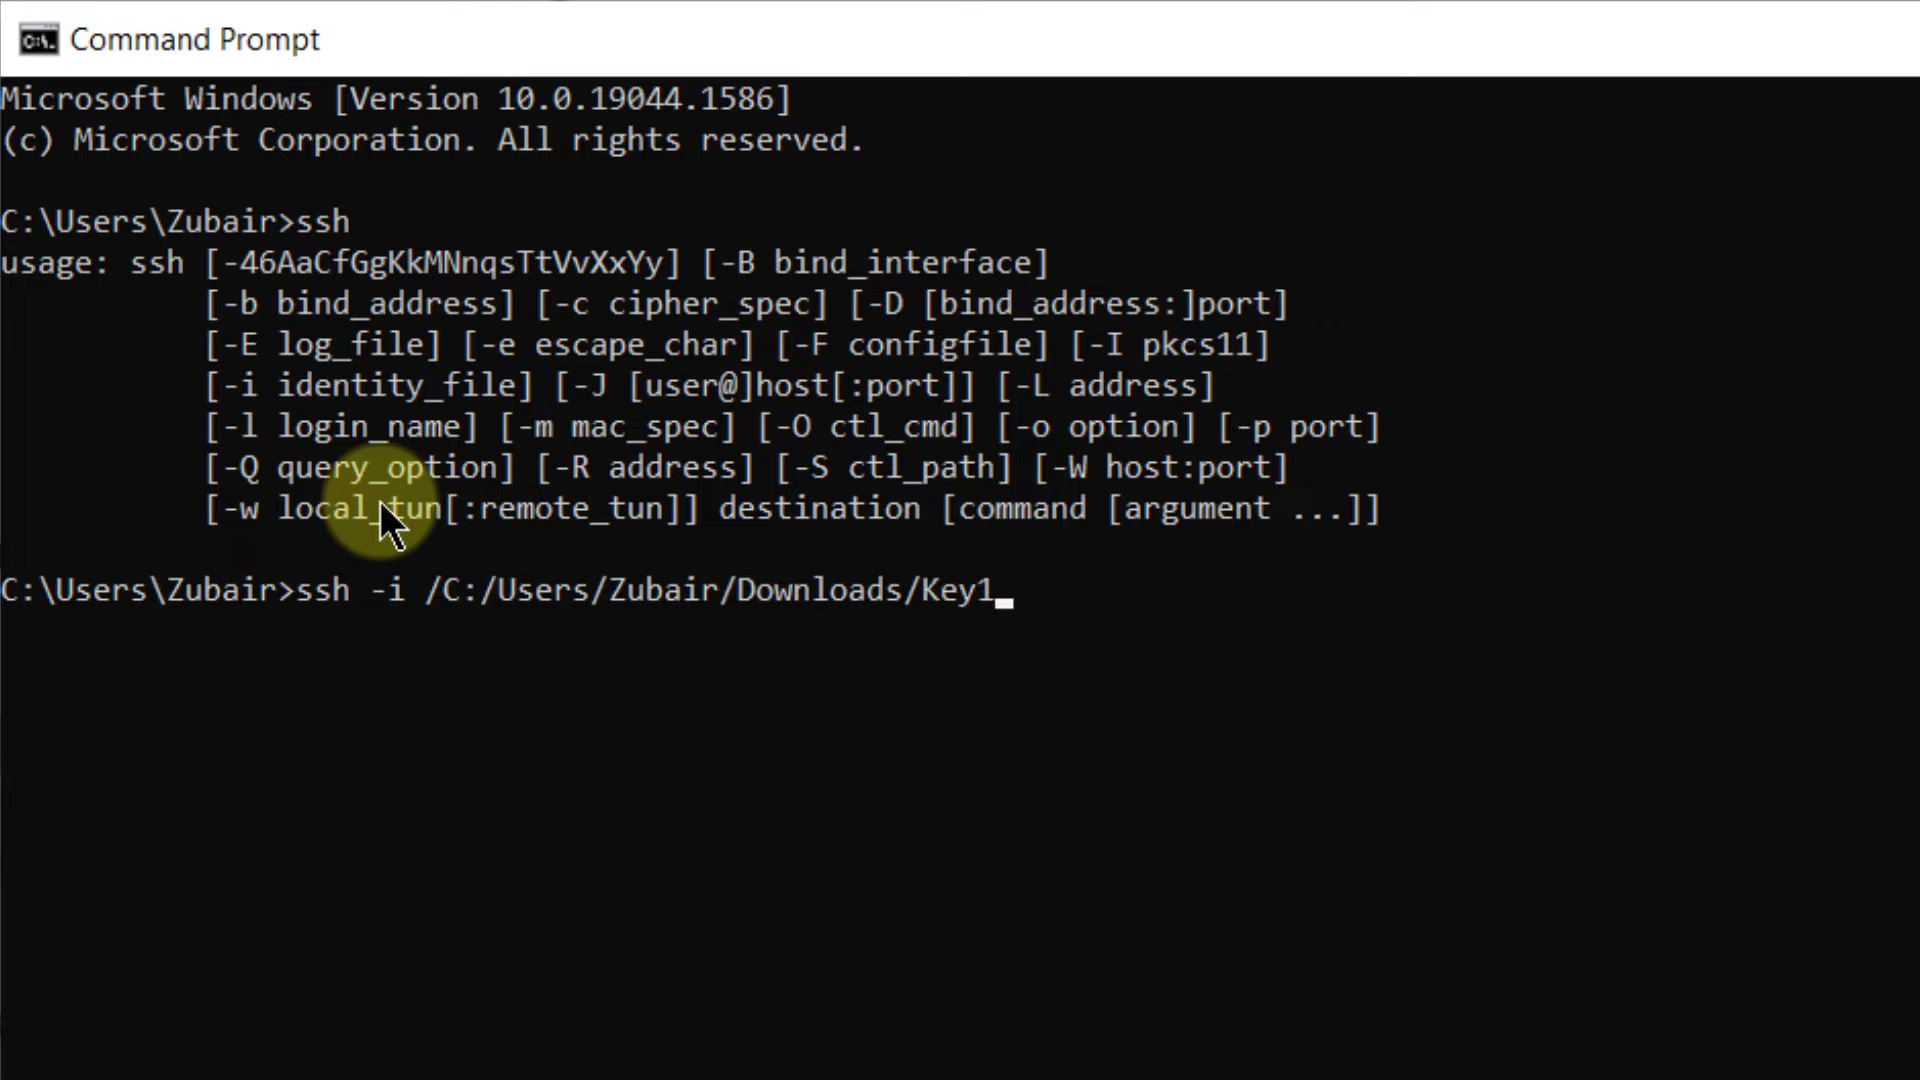 Command Prompt
Microsoft Windows [Version 10.0.19044.1586]
(c) Microsoft Corporation. All rights reserved.
C:\Users\Zubair>ssh
usage: ssh [-46AaCfGgKkMNnqsTtVvXxYy] [-B bind_interface]
[-b bind_address] [-c cipher_spec] [-D [bind_address:]port]
[-E log_file] [-e escape_char] [-F configfile] [-I pkcs11]
[-i identity_file] [-J [user@]host[:port]] [-L address]
[-l login_name] [-m mac_spec] [-O ctl_cmd] [-o option] [-p port]
[-Q query_option] [-R address] [-S ctl_path] [-W host:port]
[-w local_tun[:remote_tun]] destination [command [argument ...]]
C:\Users\Zubair>ssh -i /C:/Users/Zubair/Downloads/Key1